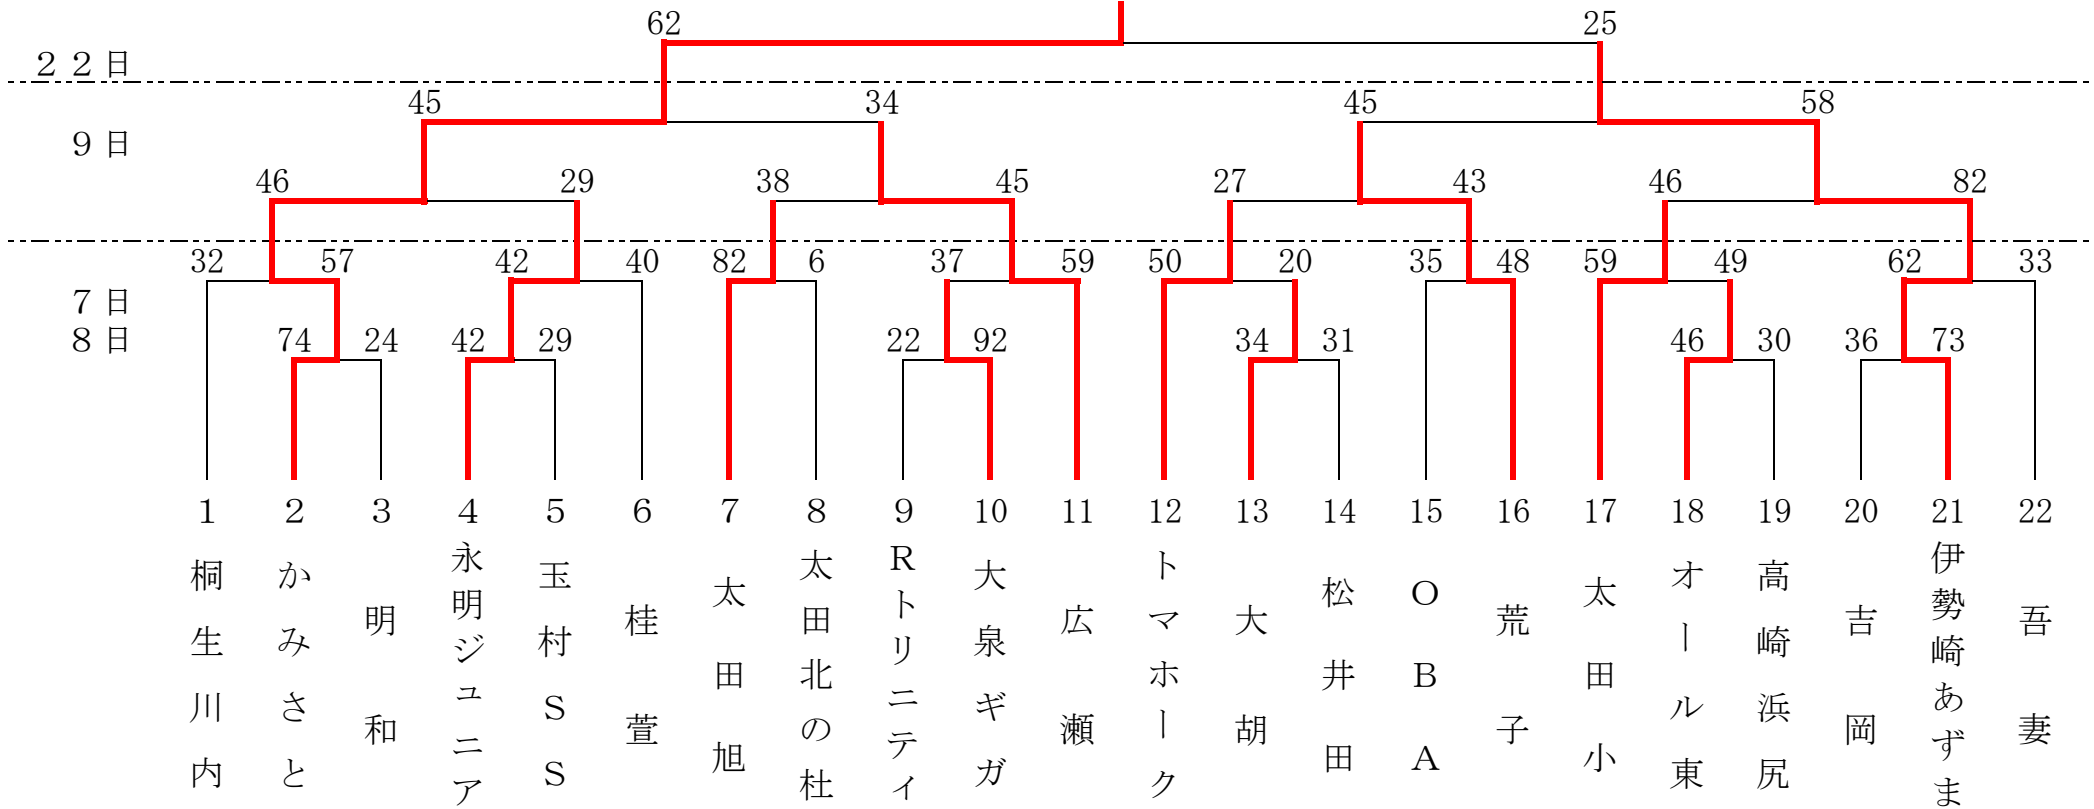 62 25
２２日
45 34 45 58
９日
46 29 38 45 27 43 46 82
32 57 42 40 82 6 37 59 50 20 35 48 59 49 62 33
７日
74 24 42 29 22 92 34 31 46 30 36 73
８日
1 2 3 4 5 6 7 8 9 10 11 12 13 14 15 16 17 18 19 20 21 22
桐生川内
かみさと
明和
永明ジュニア
玉村ＳＳ
桂萱
太田旭
太田北の杜
Ｒトリニティ
大泉ギガ
広瀬
トマホーク
大胡
松井田
ＯＢＡ
荒子
太田小
オール東
高崎浜尻
吉岡
伊勢崎あずま
吾妻